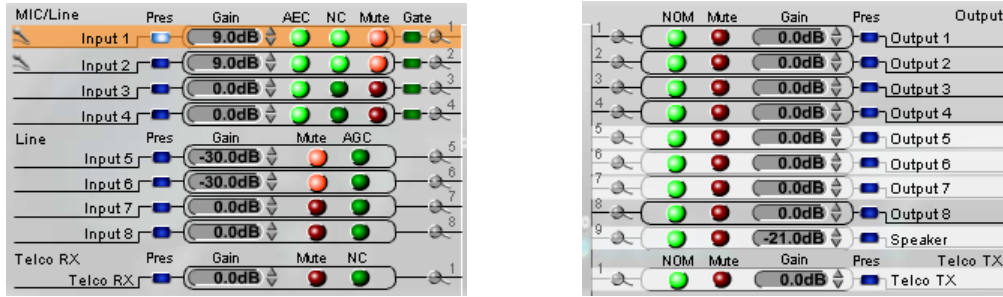 MIC/Line Pres Gain AEC NC Mute Gate
Input 1 9.0dB 1
Input 2 9.0dB 2
Input 3 0.0dB 3
Input 4 0.0dB 4
Line Pres Gain Mute AGC
Input 5 -30.0dB 5
Input 6 -30.0dB 6
Input 7 0.0dB 7
Input 8 0.0dB 8
Telco RX Pres Gain Mute NC
Telco RX 0.0dB 1
NOM Mute Gain Pres Output
1 0.0dB Output 1
2 0.0dB Output 2
3 0.0dB Output 3
4 0.0dB Output 4
5 0.0dB Output 5
6 0.0dB Output 6
7 0.0dB Output 7
8 0.0dB Output 8
9 -21.0dB Speaker
NOM Mute Gain Pres Telco TX
1 0.0dB Telco TX